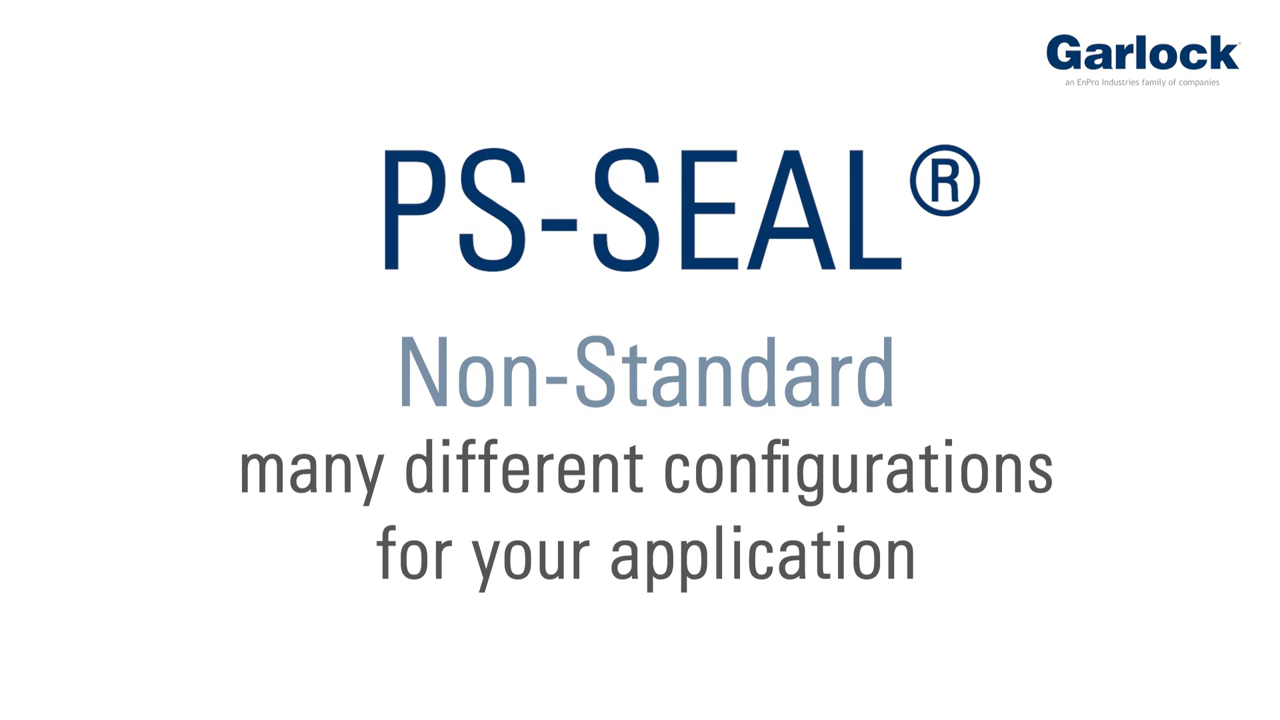 Garlock
an EnPro Industries family of companies
PS-SEAL®
Non-Standard
many different configurations
for your application